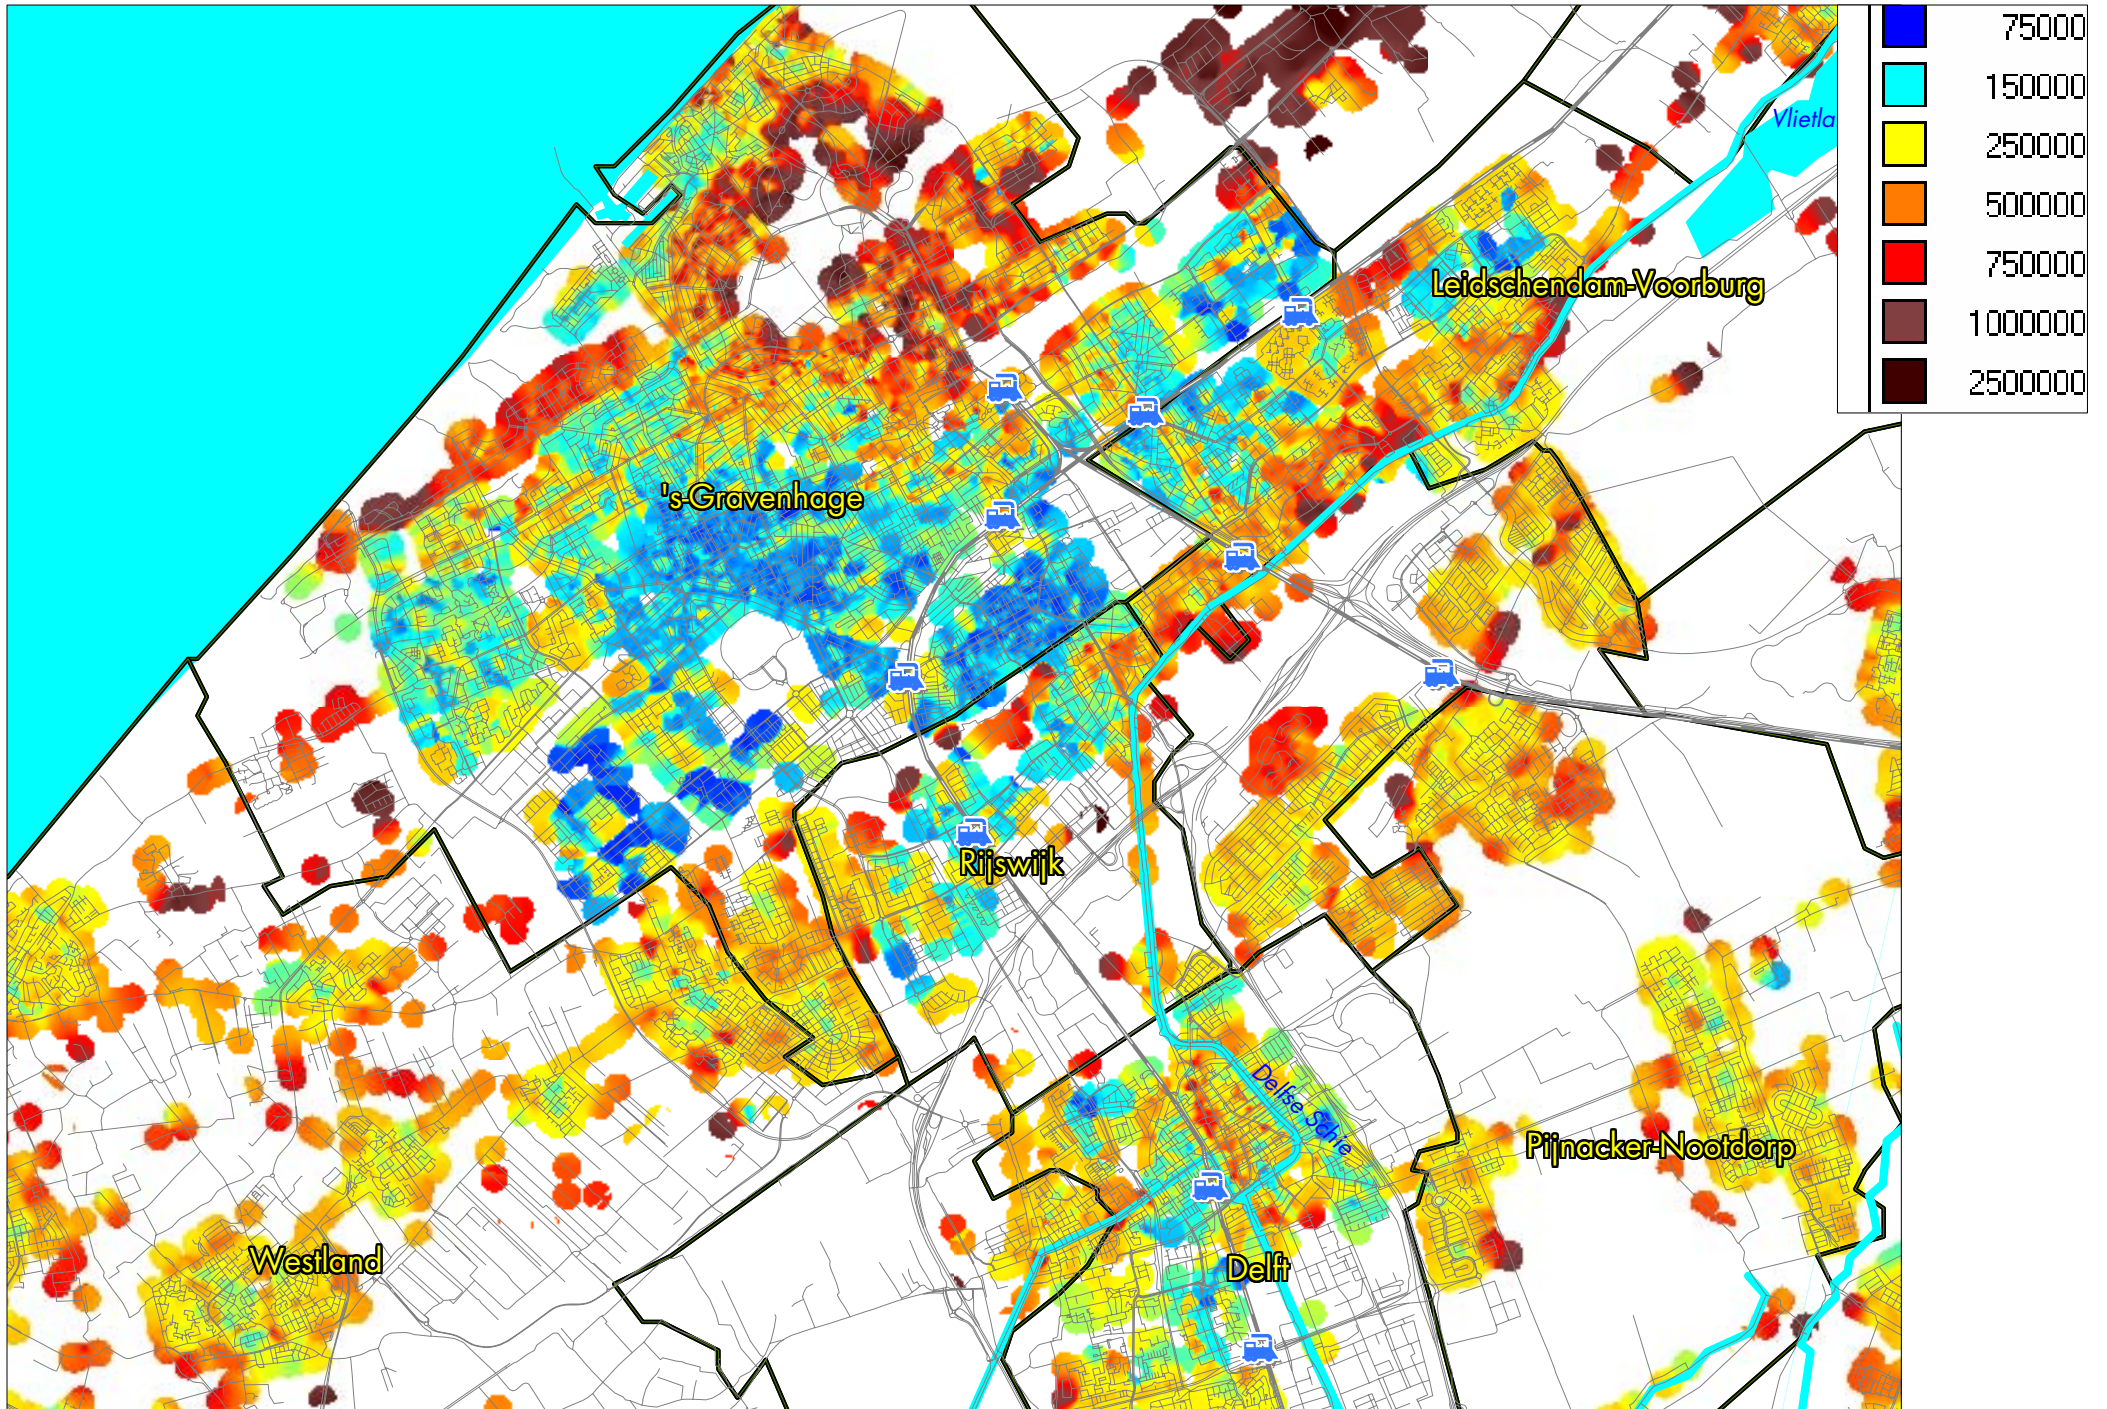 75000
150000
Vlietla
250000
500000
750000
Leidschendam-Voorburg
1000000
2500000
's-Gravenhage
Rijswijk
Delfse Schie
Pijnacker-Nootdorp
Westland
Delft